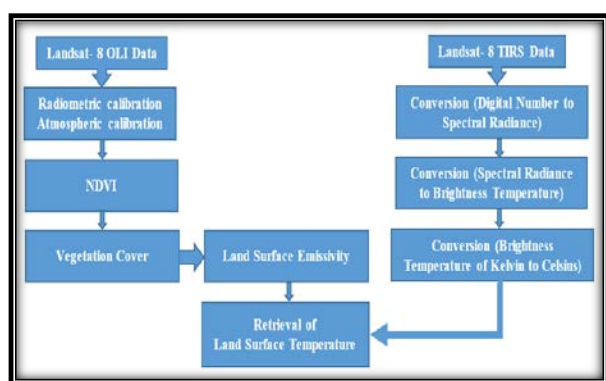 Landsat- 8 OLI Data
Radiometric calibration
Atmospheric calibration
NDVI
Vegetation Cover
Land Surface Emissivity
Retrieval of
Land Surface Temperature
Landsat- 8 TIRS Data
Conversion (Digital Number to
Spectral Radiance)
Conversion (Spectral Radiance
to Brightness Temperature)
Conversion (Brightness
Temperature of Kelvin to Celsius)